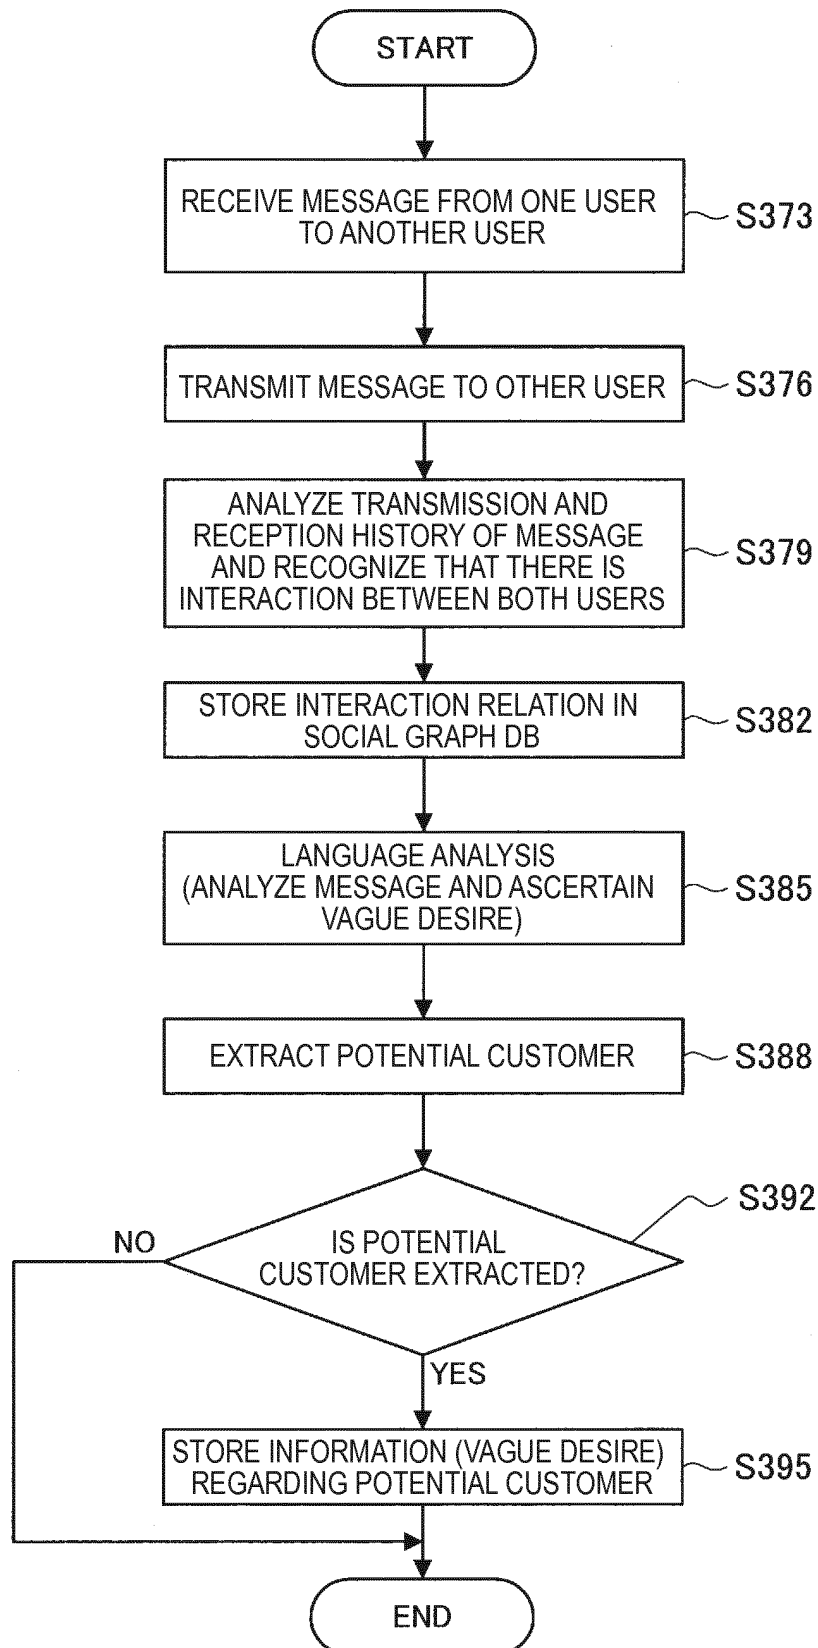 START
RECEIVE MESSAGE FROM ONE USER
TO ANOTHER USER
S373
TRANSMIT MESSAGE TO OTHER USER
S376
ANALYZE TRANSMISSION AND
RECEPTION HISTORY OF MESSAGE
AND RECOGNIZE THAT THERE IS
INTERACTION BETWEEN BOTH USERS
S379
STORE INTERACTION RELATION IN
SOCIAL GRAPH DB
S382
LANGUAGE ANALYSIS
(ANALYZE MESSAGE AND ASCERTAIN
VAGUE DESIRE)
S385
EXTRACT POTENTIAL CUSTOMER
S388
S392
NO
IS POTENTIAL
CUSTOMER EXTRACTED?
YES
STORE INFORMATION (VAGUE DESIRE)
REGARDING POTENTIAL CUSTOMER
S395
END